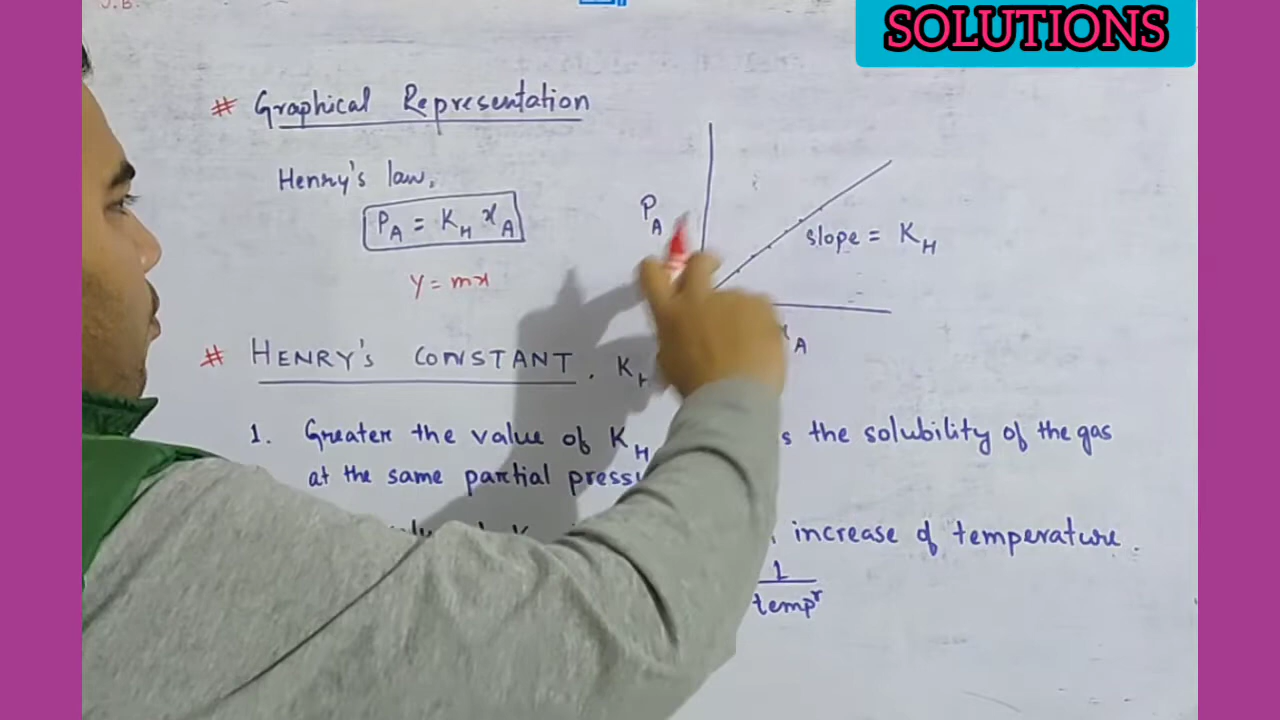 J.B.
SOLUTIONS
# Graphical Representation
Henry's law,
P_A = K_H x_A
y = mx
P_A
slope = K_H
x_A
# HENRY'S CONSTANT. K_H
1. Greater the value of K_H s the solubility of the gas
at the same partial
increase of temperature.
1
temp^r